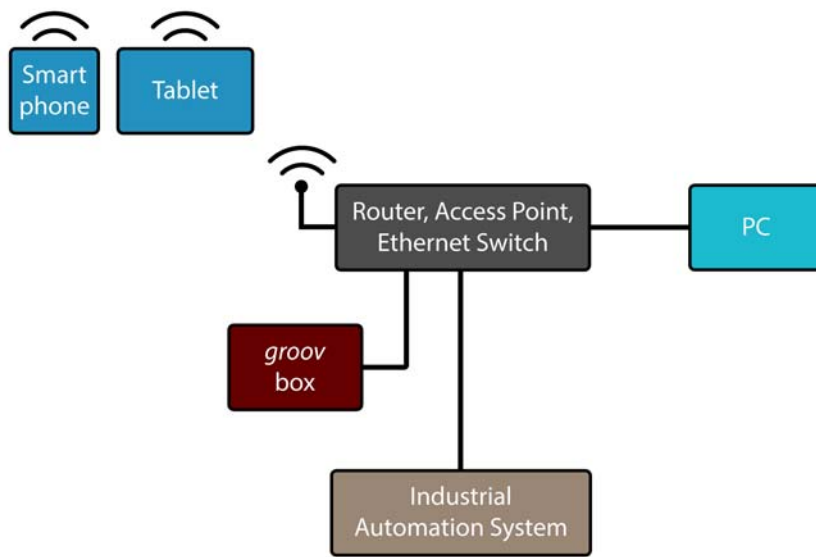 Smart
phone
Tablet
Router, Access Point,
Ethernet Switch
PC
groov
box
Industrial
Automation System